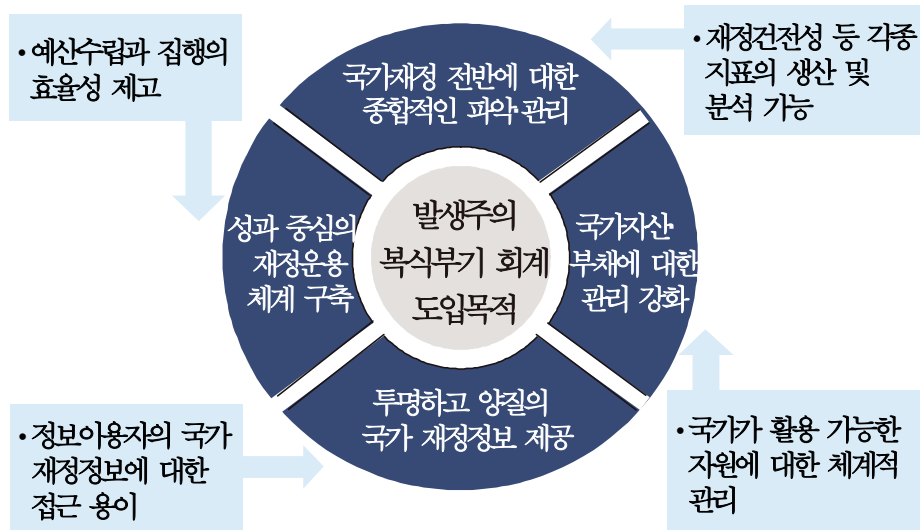 • 예산수립과 집행의
효율성 제고
• 재정건전성 등 각종
지표의 생산 및
분석 가능
국가재정 전반에 대한
종합적인 파악·관리
성과 중심의
재정운용
체계 구축
발생주의
복식부기 회계
도입목적
국가자산·
부채에 대한
관리 강화
투명하고 양질의
국가 재정정보 제공
• 정보이용자의 국가
재정정보에 대한
접근 용이
• 국가가 활용 가능한
자원에 대한 체계적
관리